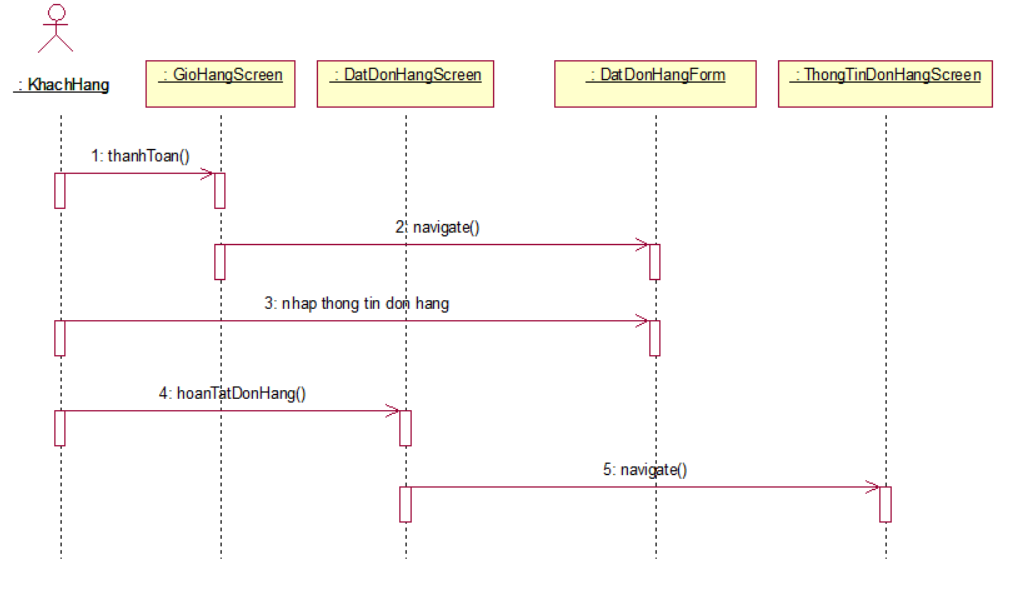 : KhachHang
: GioHangScreen
: DatDonHangScreen
: DatDonHangForm
: ThongTinDonHangScreen
1: thanhToan()
2: navigate()
3: nhap thong tin don hang
4: hoanTatDonHang()
5: navigate()